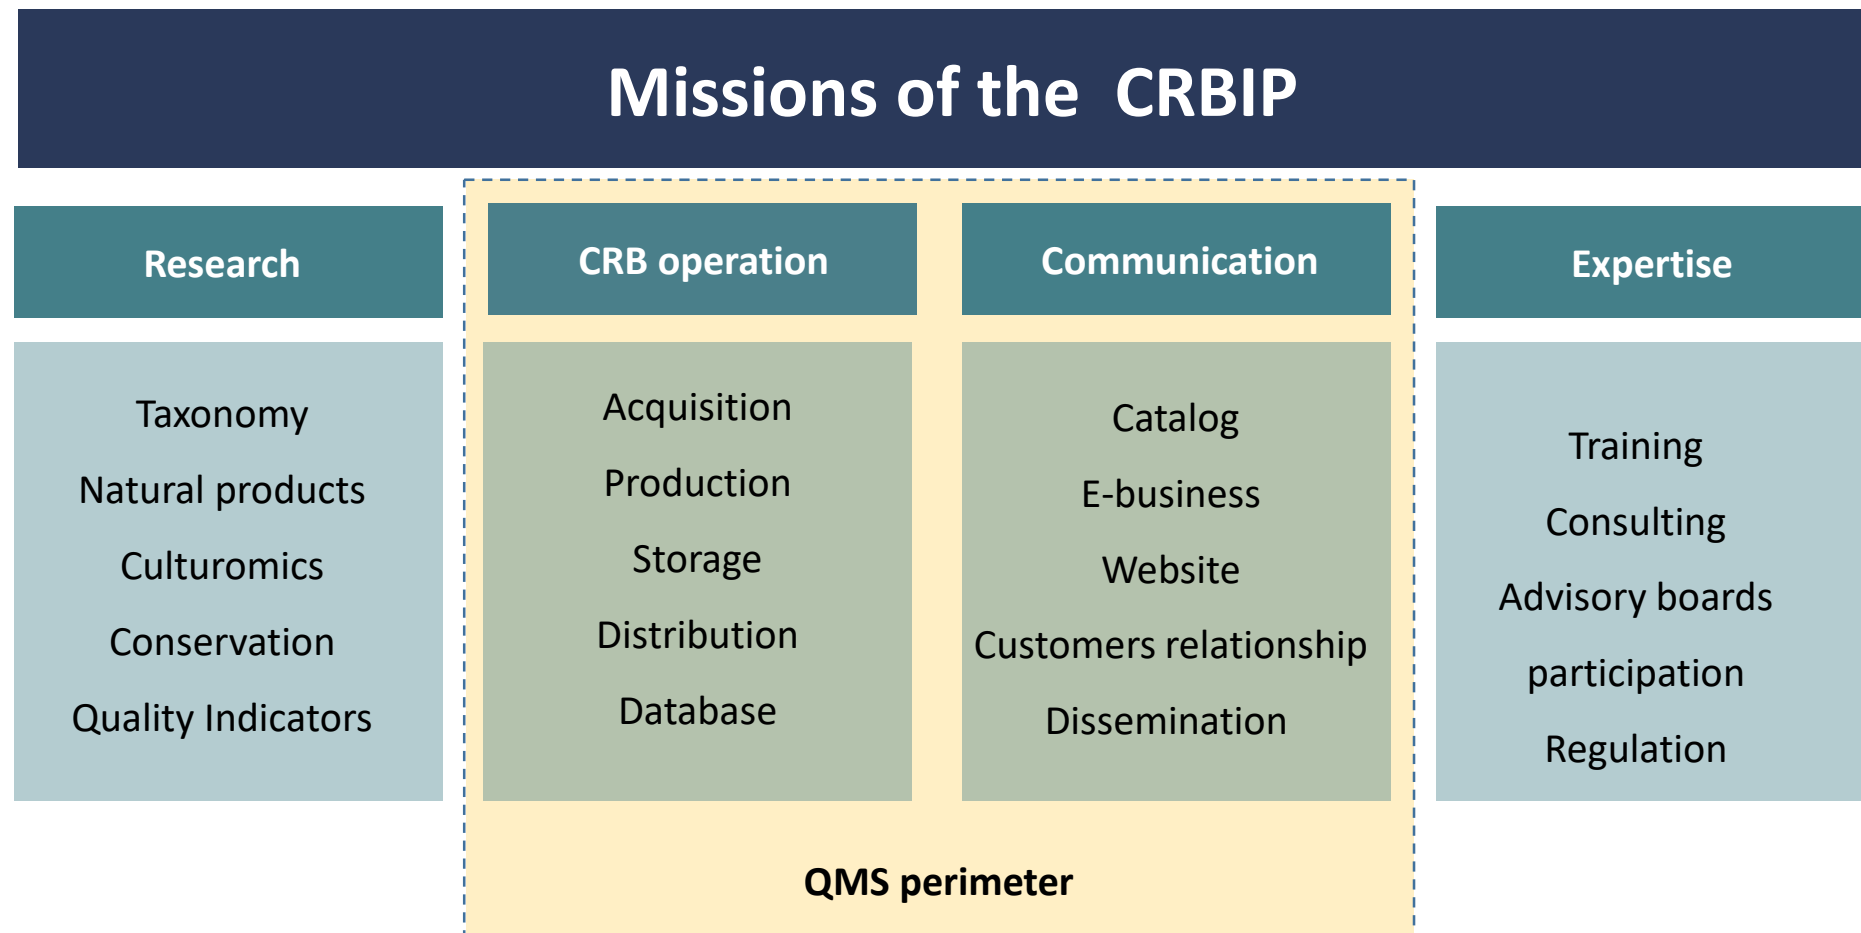 Missions of the CRBIP
Research
Taxonomy
Natural products
Culturomics
Conservation
Quality Indicators
CRB operation
Acquisition
Production
Storage
Distribution
Database
Communication
Catalog
E-business
Website
Customers relationship
Dissemination
Expertise
Training
Consulting
Advisory boards
participation
Regulation
QMS perimeter